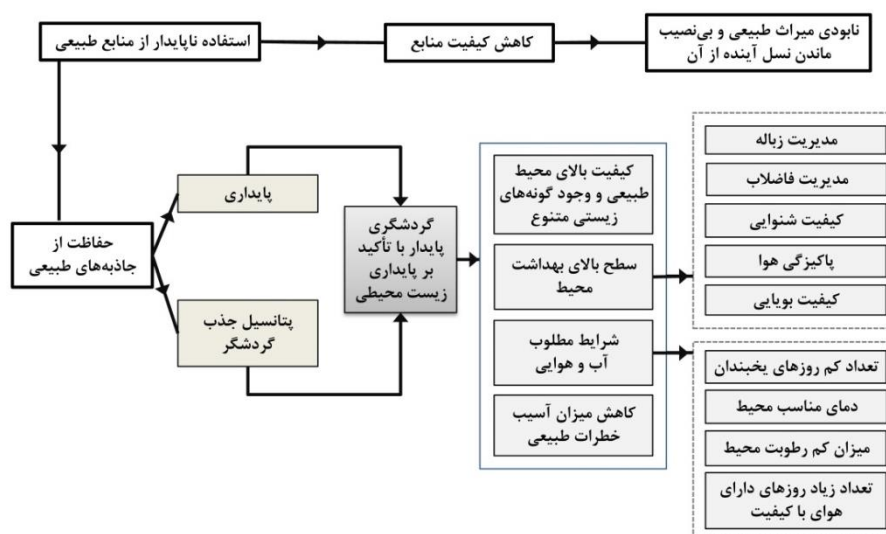 استفاده ناپایدار از منابع طبیعی
کاهش کیفیت منابع
نابودی میراث طبیعی و بی‌نصیب
ماندن نسل آینده از آن
حفاظت از
جاذبه‌های طبیعی
پایداری
پتانسیل جذب
گردشگر
گردشگری
پایدار با تأکید
بر پایداری
زیست محیطی
کیفیت بالای محیط
طبیعی و وجود گونه‌های
زیستی متنوع
سطح بالای بهداشت
محیط
شرایط مطلوب
آب و هوایی
کاهش میزان آسیب
خطرات طبیعی
مدیریت زباله
مدیریت فاضلاب
کیفیت شنوایی
پاکیزگی هوا
کیفیت بویایی
تعداد کم روزهای یخبندان
دمای مناسب محیط
میزان کم رطوبت محیط
تعداد زیاد روزهای دارای
هوای با کیفیت